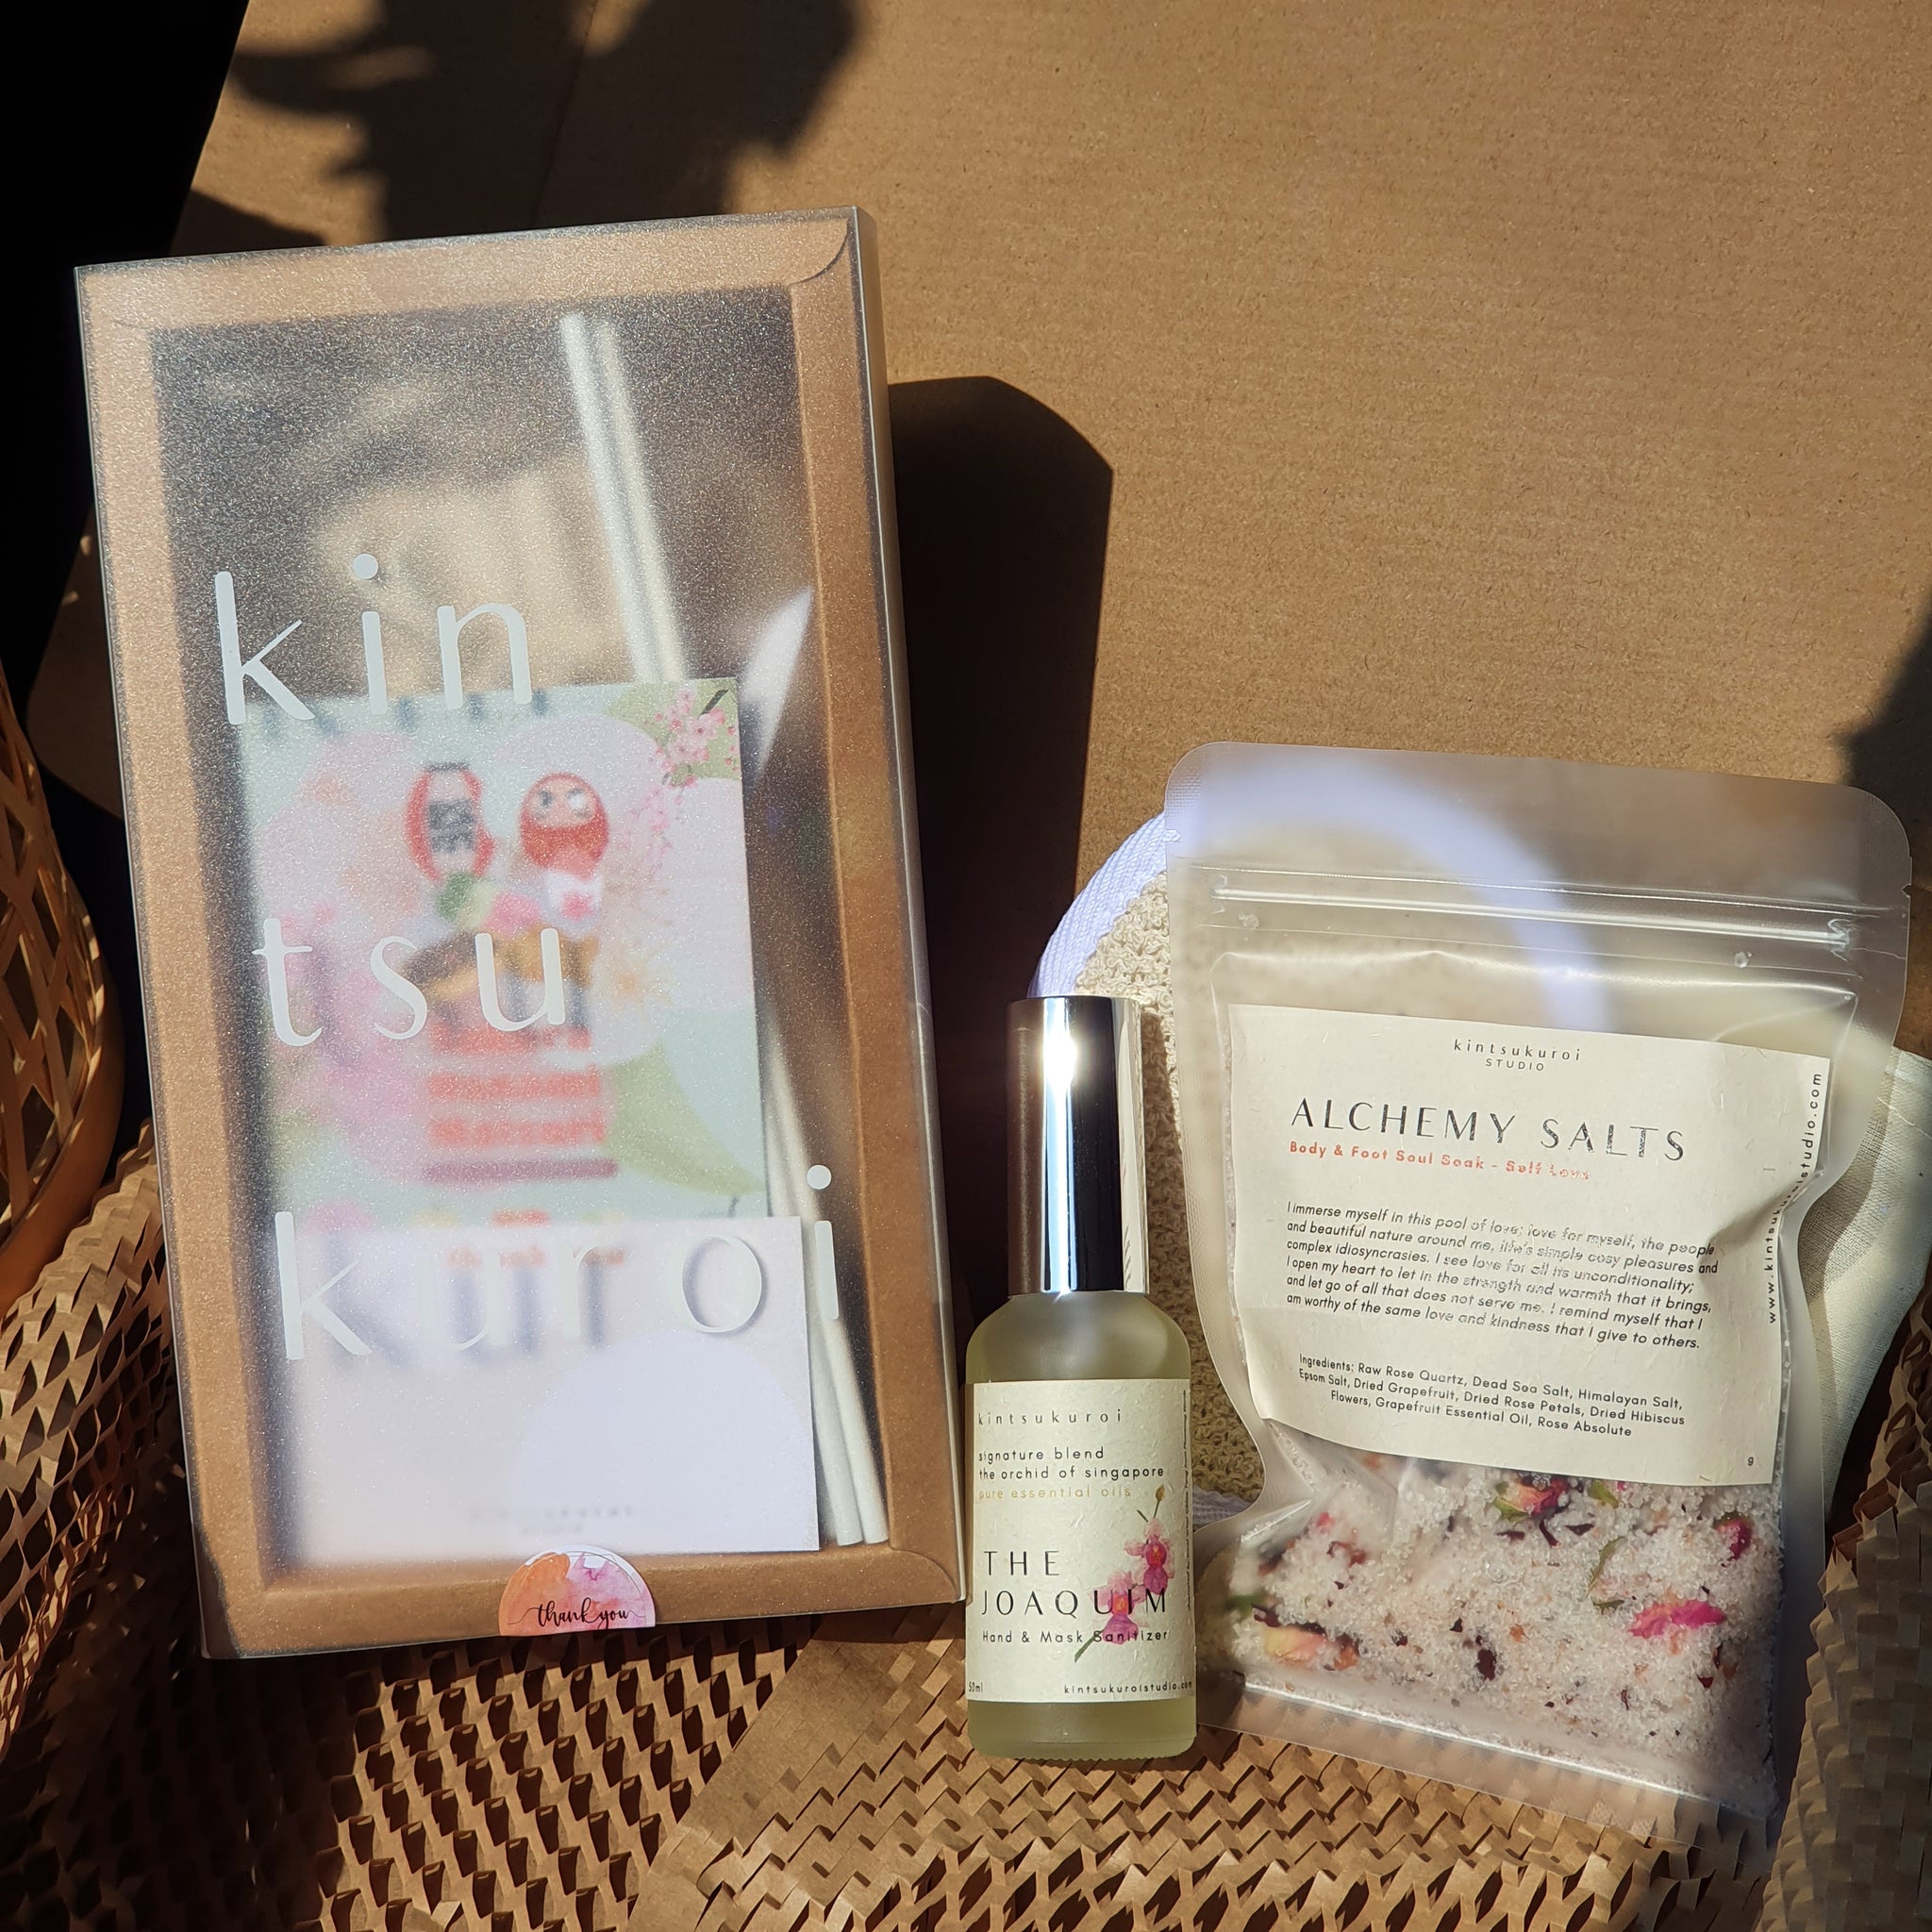 kin
tsu
kuroi
thank you
kintsukuroi
signature blend
the orchid of singapore
pure essential oils
THE
JOAQUIM
Hand & Mask Sanitizer
50ml
kintsukuroistudio.com
kintsukuroi
STUDIO
ALCHEMY SALTS
Body & Foot Soul Soak - Self Love
I immerse myself in this pool of love; love for myself, the people
and beautiful nature around me, life's simple cosy pleasures and
complex idiosyncrasies. I see love for all its unconditionality;
I open my heart to let in the strength and warmth that it brings,
and let go of all that does not serve me. I remind myself that I
am worthy of the same love and kindness that I give to others.
Ingredients: Raw Rose Quartz, Dead Sea Salt, Himalayan Salt,
Epsom Salt, Dried Grapefruit, Dried Rose Petals, Dried Hibiscus
Flowers, Grapefruit Essential Oil, Rose Absolute
g
www.kintsukuroistudio.com